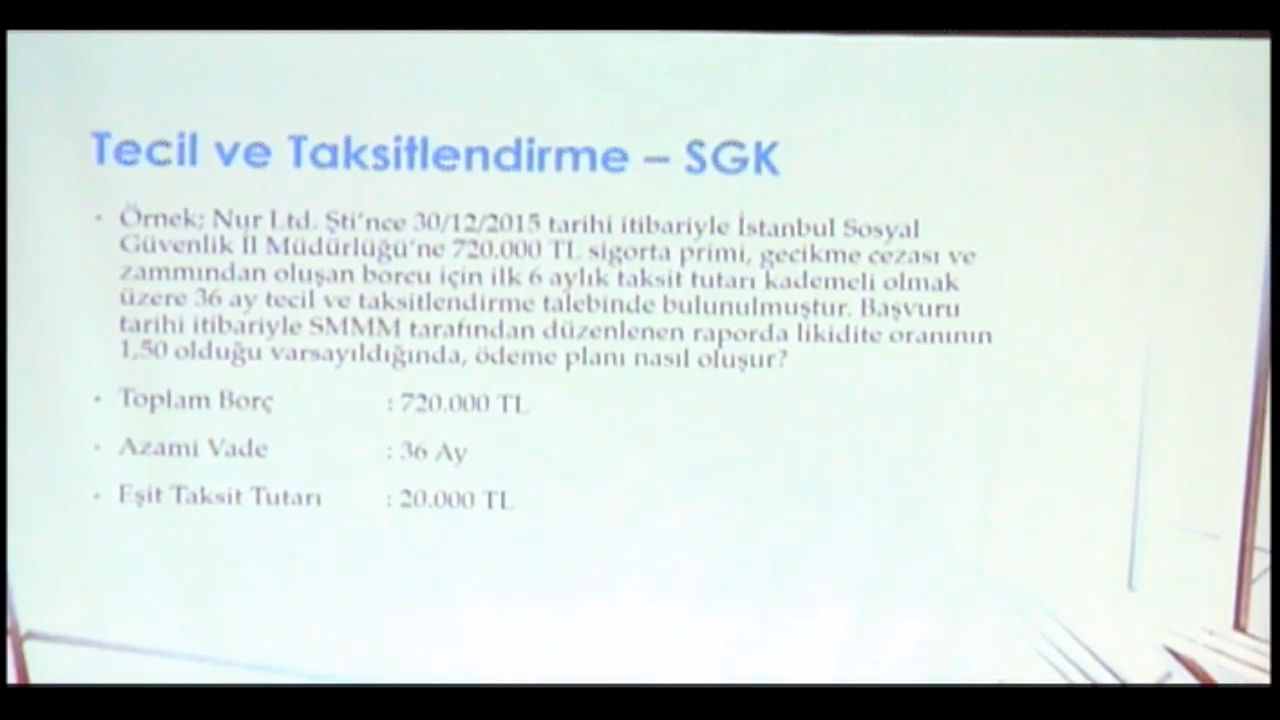 Tecil ve Taksitlendirme – SGK
• Örnek; Nur Ltd. Şti'nce 30/12/2015 tarihi itibariyle İstanbul Sosyal
Güvenlik İl Müdürlüğü'ne 720.000 TL sigorta primi, gecikme cezası ve
zammından oluşan borcu için ilk 6 aylık taksit tutarı kademeli olmak
üzere 36 ay tecil ve taksitlendirme talebinde bulunulmuştur. Başvuru
tarihi itibariyle SMMM tarafından düzenlenen raporda likidite oranının
1,50 olduğu varsayıldığında, ödeme planı nasıl oluşur?
• Toplam Borç : 720.000 TL
• Azami Vade : 36 Ay
• Eşit Taksit Tutarı : 20.000 TL